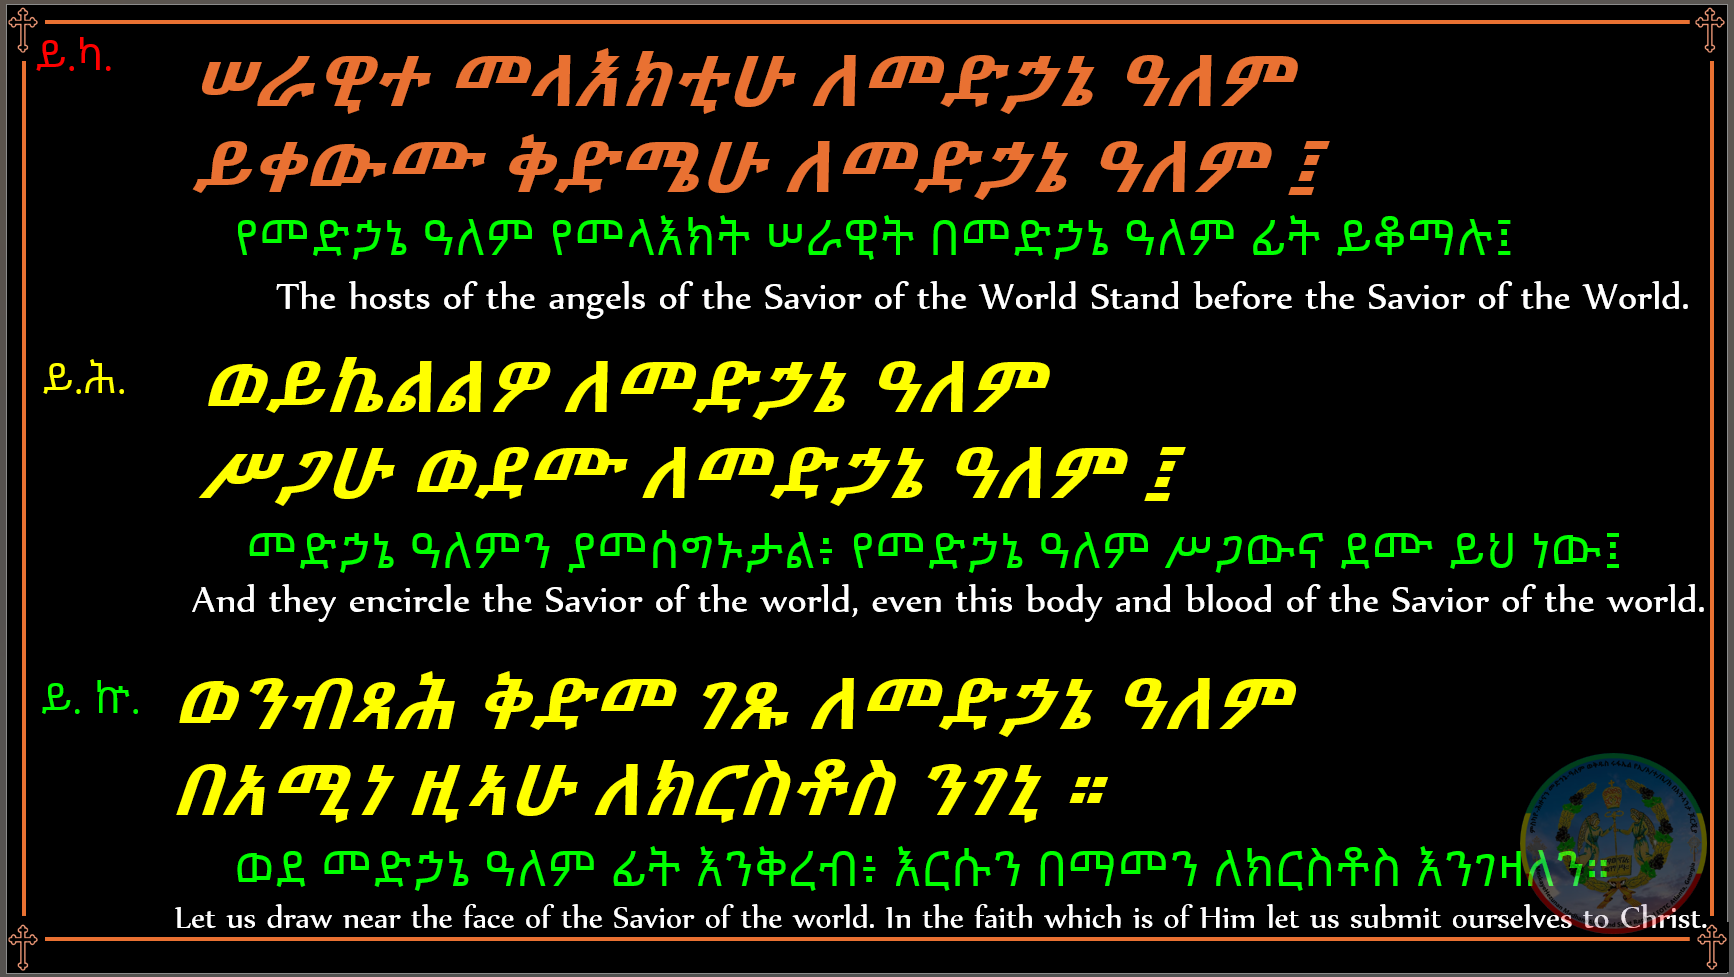 ይ.ካ.
ሠራዊተ መላእክቲሁ ለመድኃኔ ዓለም
ይቀውሙ ቅድሜሁ ለመድኃኔ ዓለም ፤
የመድኃኔ ዓለም የመላእክት ሠራዊት በመድኃኔ ዓለም ፊት ይቆማሉ፤
The hosts of the angels of the Savior of the World Stand before the Savior of the World.
ይ.ሕ.
ወይኬልልዎ ለመድኃኔ ዓለም
ሥጋሁ ወደሙ ለመድኃኔ ዓለም ፤
መድኃኔ ዓለምን ያመሰግኑታል፥ የመድኃኔ ዓለም ሥጋውና ደሙ ይህ ነው፤
And they encircle the Savior of the world, even this body and blood of the Savior of the world.
ይ. ኵ.
ወንብጻሕ ቅድመ ገጹ ለመድኃኔ ዓለም
በአሚነ ዚኣሁ ለክርስቶስ ንገኒ ።
ወደ መድኃኔ ዓለም ፊት እንቅረብ፥ እርሱን በማመን ለክርስቶስ እንገዛለን።
Let us draw near the face of the Savior of the world. In the faith which is of Him let us submit ourselves to Christ.